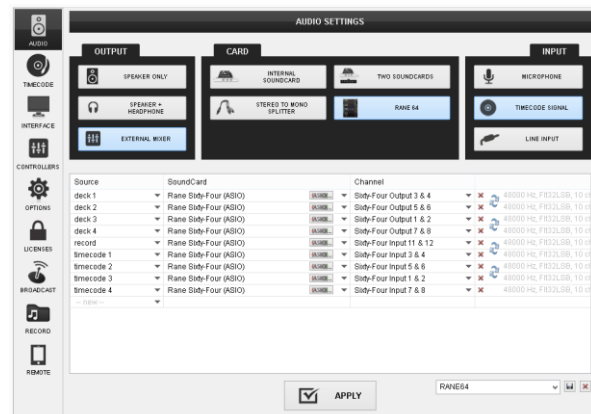 AUDIO SETTINGS
AUDIO
TIMECODE
INTERFACE
CONTROLLERS
OPTIONS
LICENSES
BROADCAST
RECORD
REMOTE
OUTPUT
SPEAKER ONLY
SPEAKER +
HEADPHONE
EXTERNAL MIXER
CARD
INTERNAL
SOUNDCARD
TWO SOUNDCARDS
STEREO TO MONO
SPLITTER
RANE 64
INPUT
MICROPHONE
TIMECODE SIGNAL
LINE INPUT
Source SoundCard Channel
deck 1 Rane Sixty-Four (ASIO) Sixty-Four Output 3 & 4 48000 Hz, Flt32LSB, 10 ch
deck 2 Rane Sixty-Four (ASIO) Sixty-Four Output 5 & 6 48000 Hz, Flt32LSB, 10 ch
deck 3 Rane Sixty-Four (ASIO) Sixty-Four Output 1 & 2 48000 Hz, Flt32LSB, 10 ch
deck 4 Rane Sixty-Four (ASIO) Sixty-Four Output 7 & 8 48000 Hz, Flt32LSB, 10 ch
record Rane Sixty-Four (ASIO) Sixty-Four Input 11 & 12 48000 Hz, Flt32LSB, 10 ch
timecode 1 Rane Sixty-Four (ASIO) Sixty-Four Input 3 & 4 48000 Hz, Flt32LSB, 10 ch
timecode 2 Rane Sixty-Four (ASIO) Sixty-Four Input 5 & 6 48000 Hz, Flt32LSB, 10 ch
timecode 3 Rane Sixty-Four (ASIO) Sixty-Four Input 1 & 2 48000 Hz, Flt32LSB, 10 ch
timecode 4 Rane Sixty-Four (ASIO) Sixty-Four Input 7 & 8 48000 Hz, Flt32LSB, 10 ch
-- new --
APPLY
RANE64